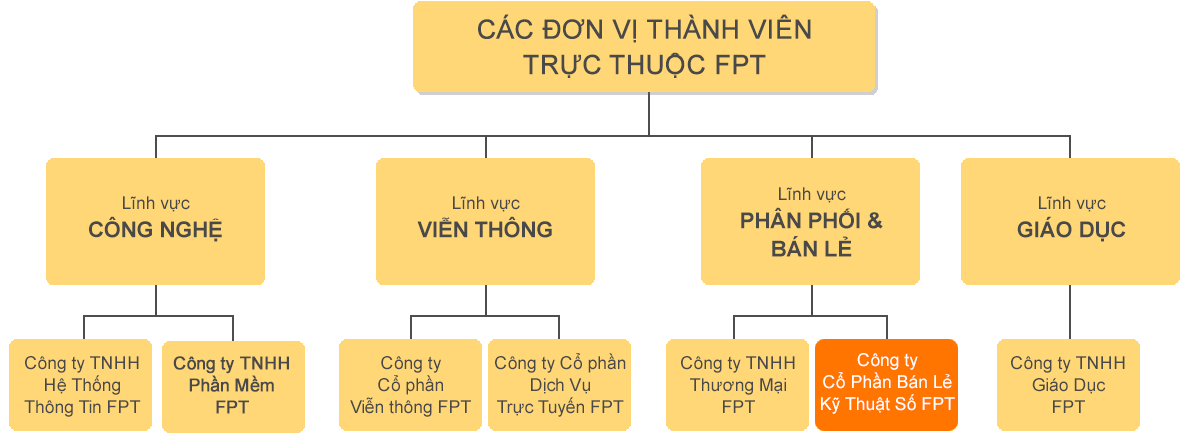 CÁC ĐƠN VỊ THÀNH VIÊN
TRỰC THUỘC FPT
Lĩnh vực
CÔNG NGHỆ
Lĩnh vực
VIỄN THÔNG
Lĩnh vực
PHÂN PHỐI &
BÁN LẺ
Lĩnh vực
GIÁO DỤC
Công ty TNHH
Hệ Thống
Thông Tin FPT
Công ty TNHH
Phần Mềm
FPT
Công ty
Cổ phần
Viễn thông FPT
Công ty Cổ phần
Dịch Vụ
Trực Tuyến FPT
Công ty TNHH
Thương Mại
FPT
Công ty
Cổ Phần Bán Lẻ
Kỹ Thuật Số FPT
Công ty TNHH
Giáo Dục
FPT